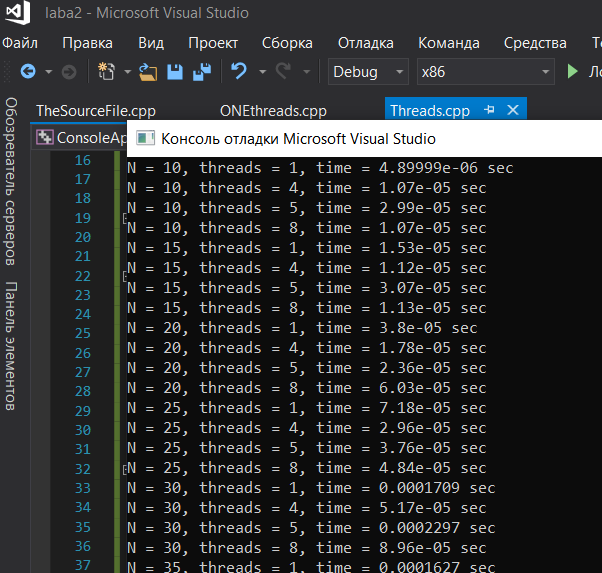 laba2 - Microsoft Visual Studio
Файл Правка Вид Проект Сборка Отладка Команда Средства
Debug x86
TheSourceFile.cpp ONEthreads.cpp Threads.cpp
Обозреватель серверов
Панель элементов
Консоль отладки Microsoft Visual Studio
16
17
18
19
20
21
22
23
24
25
26
27
28
29
30
31
32
33
34
35
36
37
N = 10, threads = 1, time = 4.89999e-06 sec
N = 10, threads = 4, time = 1.07e-05 sec
N = 10, threads = 5, time = 2.99e-05 sec
N = 10, threads = 8, time = 1.07e-05 sec
N = 15, threads = 1, time = 1.53e-05 sec
N = 15, threads = 4, time = 1.12e-05 sec
N = 15, threads = 5, time = 3.07e-05 sec
N = 15, threads = 8, time = 1.13e-05 sec
N = 20, threads = 1, time = 3.8e-05 sec
N = 20, threads = 4, time = 1.78e-05 sec
N = 20, threads = 5, time = 2.36e-05 sec
N = 20, threads = 8, time = 6.03e-05 sec
N = 25, threads = 1, time = 7.18e-05 sec
N = 25, threads = 4, time = 2.96e-05 sec
N = 25, threads = 5, time = 3.76e-05 sec
N = 25, threads = 8, time = 4.84e-05 sec
N = 30, threads = 1, time = 0.0001709 sec
N = 30, threads = 4, time = 5.17e-05 sec
N = 30, threads = 5, time = 0.0002297 sec
N = 30, threads = 8, time = 8.96e-05 sec
N = 35, threads = 1, time = 0.0001627 sec